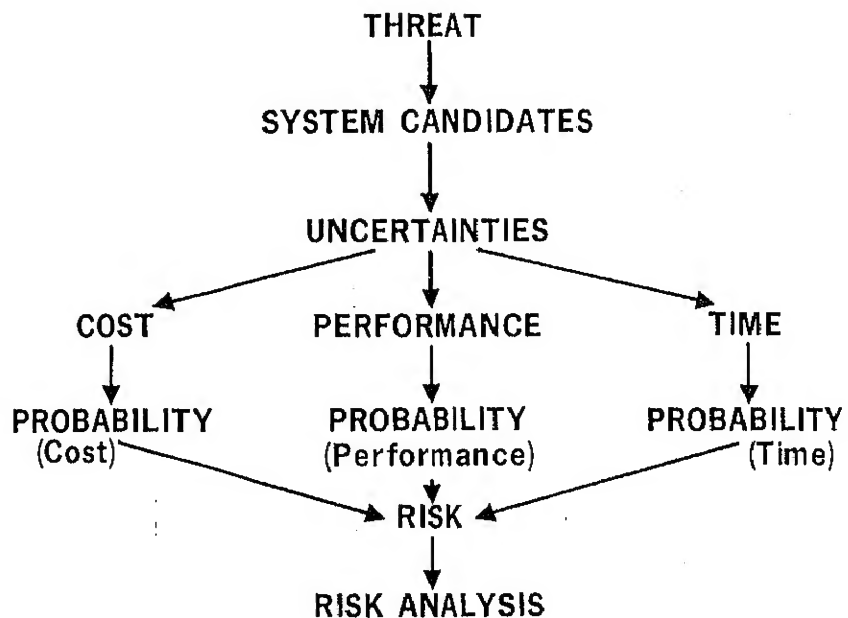 THREAT
SYSTEM CANDIDATES
UNCERTAINTIES
COST PERFORMANCE TIME
PROBABILITY PROBABILITY PROBABILITY
(Cost) (Performance) (Time)
RISK
RISK ANALYSIS